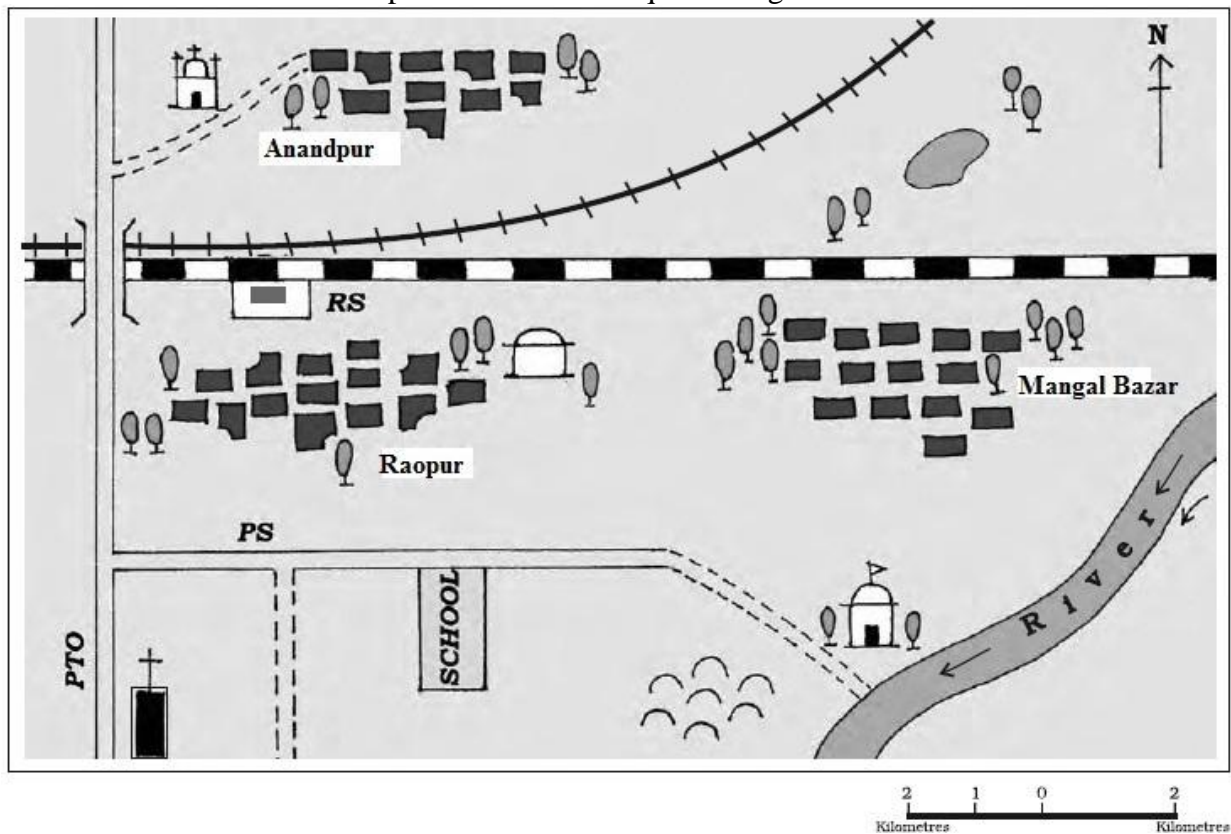 N
Anandpur
RS
Mangal Bazar
Raopur
PS
River
SCHOOL
PTO
2 1 0 2
Kilometres Kilometres